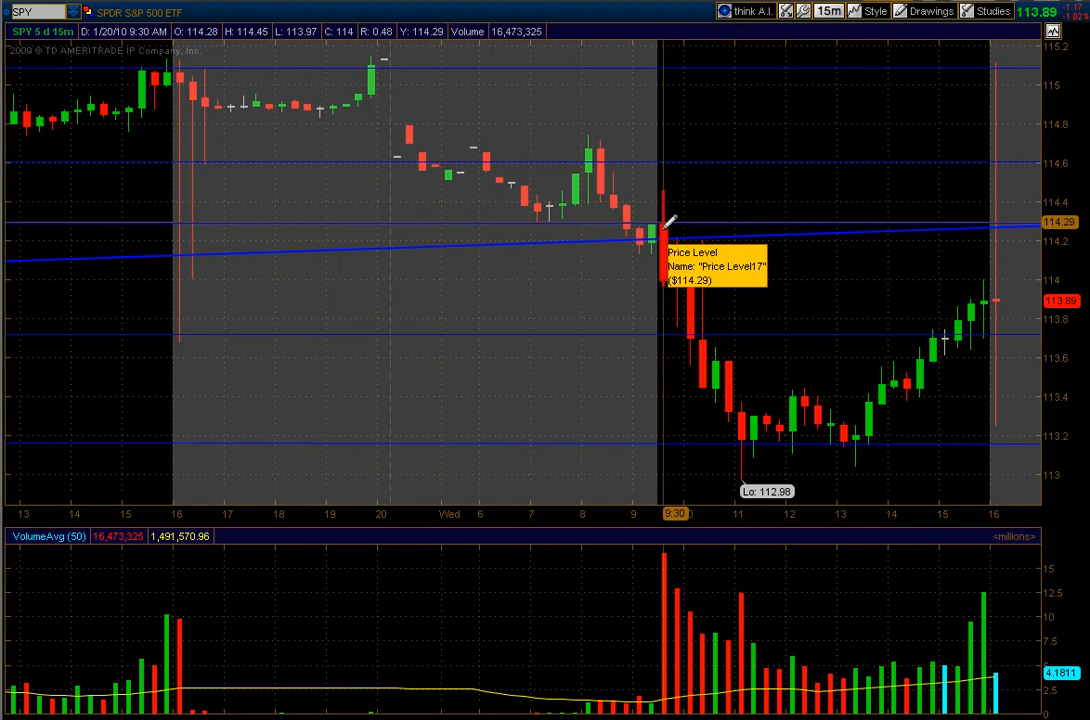 SPY SPDR S&P 500 ETF think A.I. 15m Style Drawings Studies 113.89 -1.17 -1.02%
SPY 5 d 15m D: 1/20/10 9:30 AM O: 114.28 H: 114.45 L: 113.97 C: 114 R: 0.48 Y: 114.29 Volume 16,473,325
2009 © TD AMERITRADE IP Company, Inc.
115.2
115
114.8
114.6
114.4
114.29
114.2
Price Level
Name: "Price Level17"
($114.29)
114
113.89
113.8
113.6
113.4
113.2
113
Lo: 112.98
13 14 15 16 17 18 19 20 Wed 6 7 8 9 9:30 11 12 13 14 15 16
VolumeAvg (50) 16,473,325 1,491,570.96 <millions>
15
12.5
10
7.5
4.1811
2.5
0